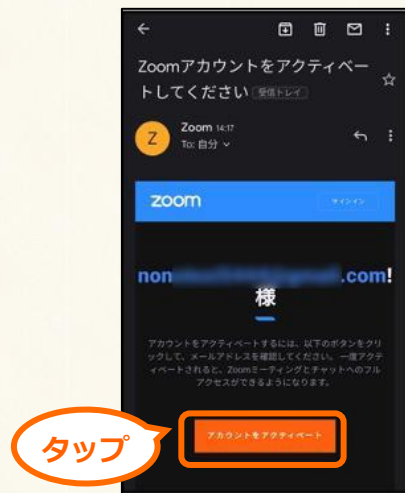 Zoomアカウントをアクティベー
トしてください 受信トレイ
Z
Zoom 14:17
To: 自分
zoom
サインイン
non .com!
様
アカウントをアクティベートするには、以下のボタンをクリ
ックして、メールアドレスを確認してください。一度アクテ
ィベートされると、Zoomミーティングとチャットへのフル
アクセスができるようになります。
アカウントをアクティベート
タップ